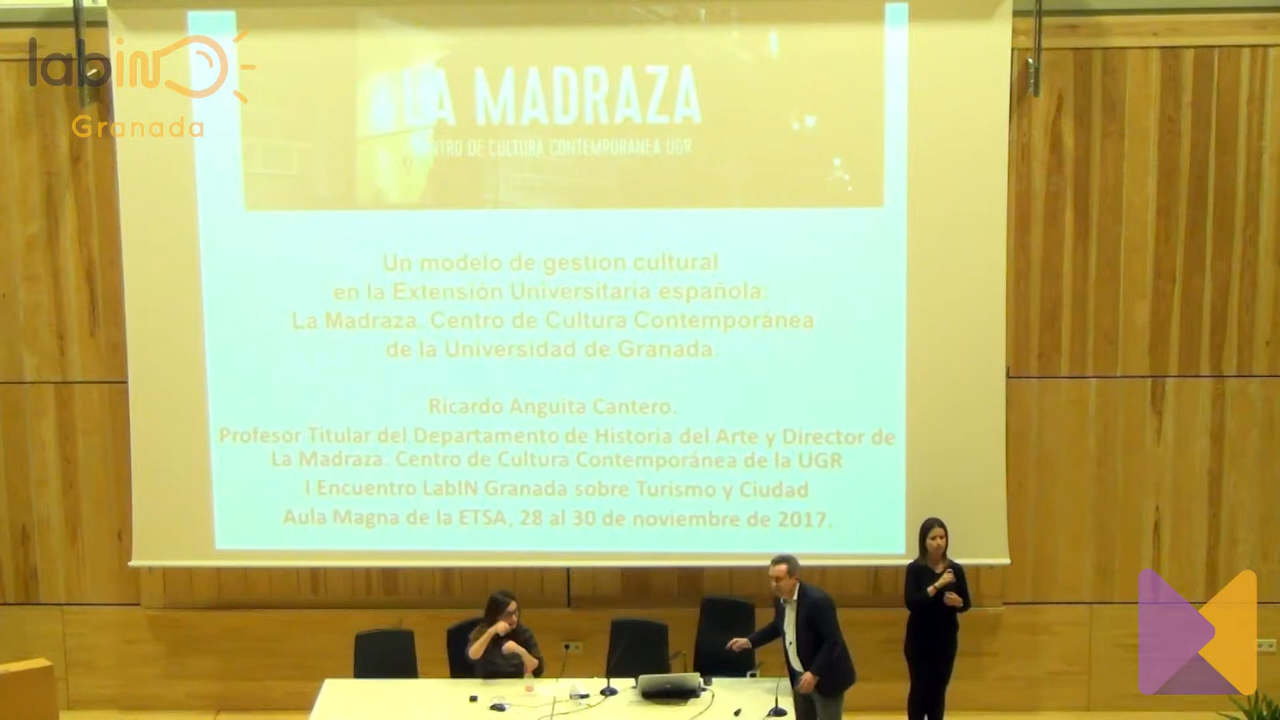 labin
Granada
LA MADRAZA
CENTRO DE CULTURA CONTEMPORÁNEA UGR
Un modelo de gestión cultural
en la Extensión Universitaria española:
La Madraza. Centro de Cultura Contemporánea
de la Universidad de Granada.
Ricardo Anguita Cantero.
Profesor Titular del Departamento de Historia del Arte y Director de
La Madraza. Centro de Cultura Contemporánea de la UGR
I Encuentro LabIN Granada sobre Turismo y Ciudad
Aula Magna de la ETSA, 28 al 30 de noviembre de 2017.